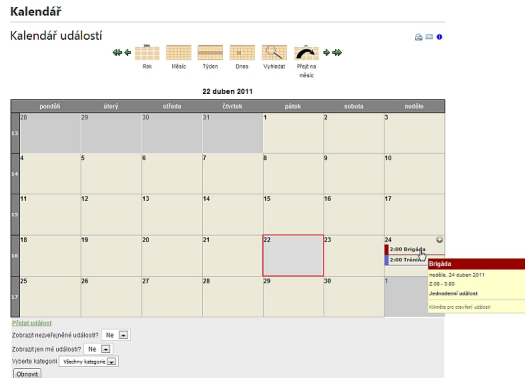 Kalendář
Kalendář událostí
Rok Měsíc Týden Dnes Vyhledat Přejít na měsíc
22 duben 2011
pondělí úterý středa čtvrtek pátek sobota neděle
13 28 29 30 31 1 2 3
14 4 5 6 7 8 9 10
15 11 12 13 14 15 16 17
16 18 19 20 21 22 23 24
2:00 Brigáda
2:00 Trénin
Brigáda
neděle, 24 duben 2011
2:00 - 3:00
Jednodenní událost
Klikněte pro otevření události
17 25 26 27 28 29 30 1
Přidat událost
Zobrazit nezveřejněné události? Ne
Zobrazit jen mé události? Ne
Vyberte kategorii Všechny kategorie
Obnovit